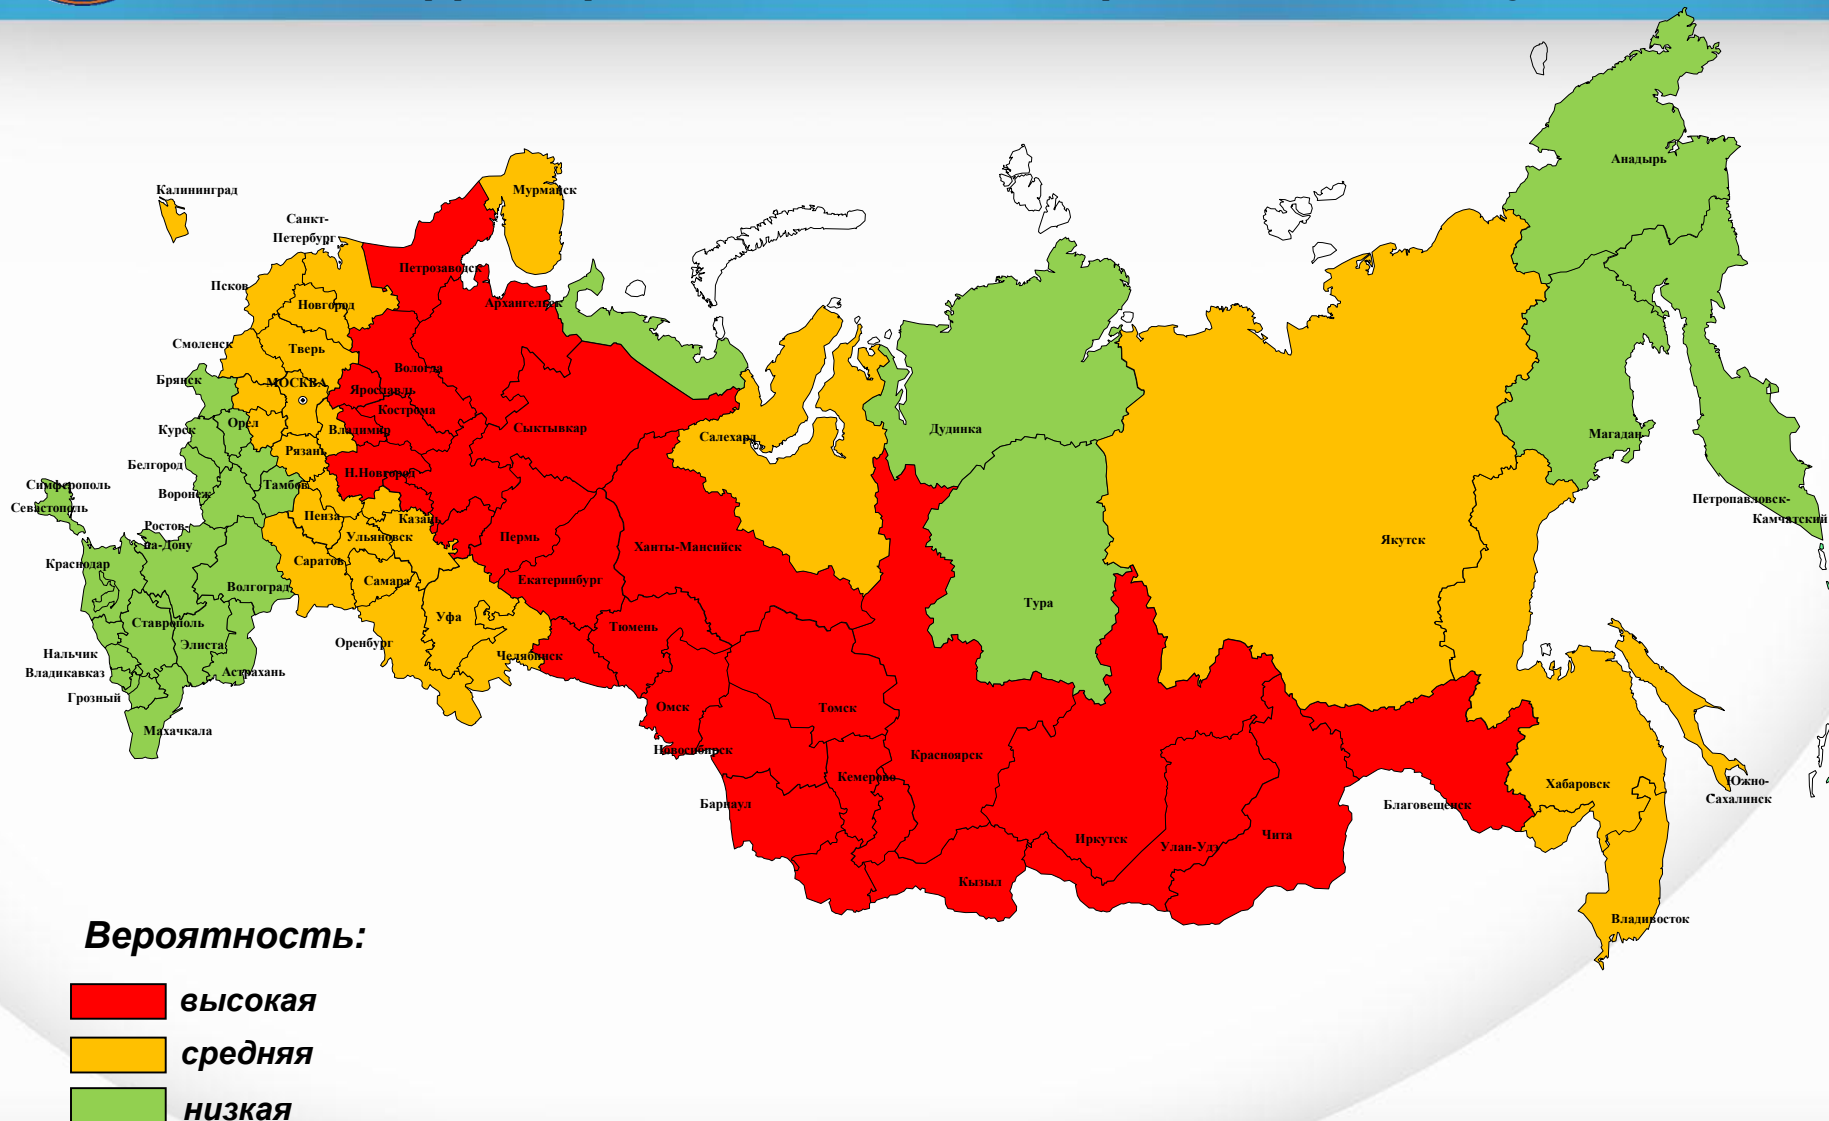 Анадырь
Калининград
Мурманск
Санкт-
Петербург
Петрозаводск
Псков
Новгород
Архангельск
Смоленск
Тверь
Вологда
Брянск
МОСКВА
Ярославль
Кострома
Орел
Курск
Владимир
Сыктывкар
Салехард
Дудинка
Магадан
Рязань
Белгород
Н.Новгород
Симферополь
Тамбов
Воронеж
Петропавловск-
Камчатский
Севастополь
Пенза
Казань
Ростов-
на-Дону
Ульяновск
Пермь
Ханты-Мансийск
Якутск
Краснодар
Саратов
Самара
Екатеринбург
Волгоград
Тура
Ставрополь
Уфа
Тюмень
Элиста
Оренбург
Нальчик
Челябинск
Владикавказ
Астрахань
Грозный
Омск
Томск
Махачкала
Новосибирск
Красноярск
Кемерово
Хабаровск
Южно-
Сахалинск
Барнаул
Благовещенск
Иркутск
Улан-Удэ
Чита
Кызыл
Владивосток
Вероятность:
высокая
средняя
низкая